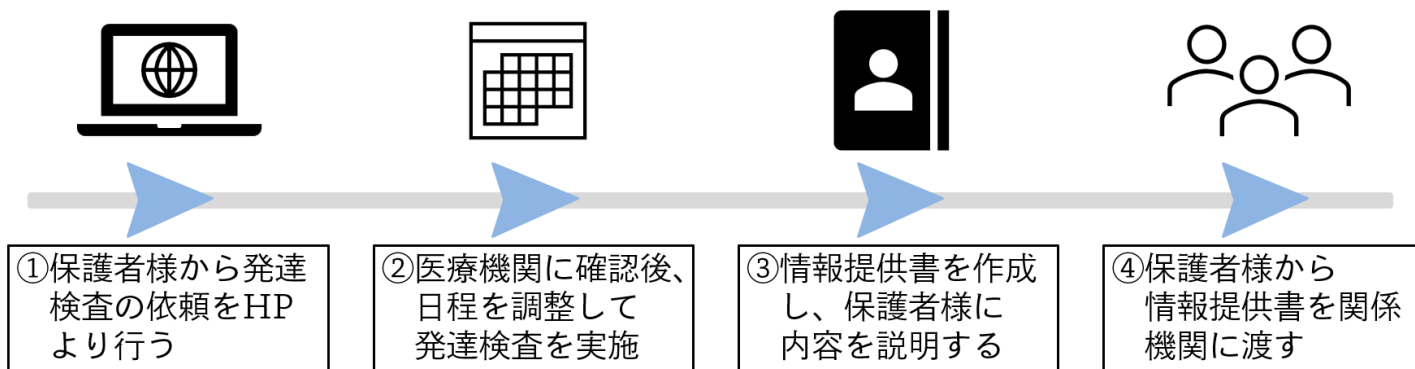 ①保護者様から発達
検査の依頼をHP
より行う
②医療機関に確認後、
日程を調整して
発達検査を実施
③情報提供書を作成
し、保護者様に
内容を説明する
④保護者様から
情報提供書を関係
機関に渡す